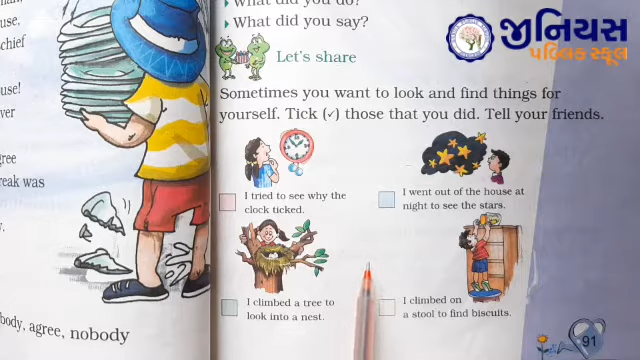 use,
chief
use!
ver
gree
reak was
body, agree, nobody
What did you do?
What did you say?
Let's share
Sometimes you want to look and find things for
yourself. Tick (✓) those that you did. Tell your friends.
I tried to see why the
clock ticked.
I went out of the house at
night to see the stars.
I climbed a tree to
look into a nest.
I climbed on
a stool to find biscuits.
91
જીનિયસ
પબ્લિક સ્કૂલ